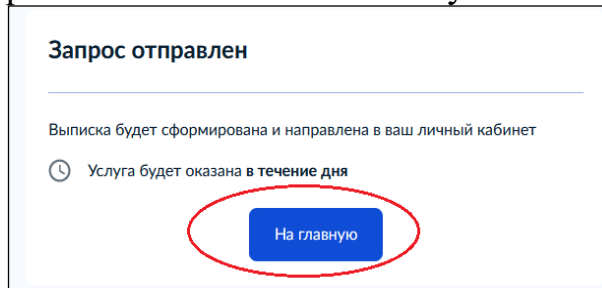 Запрос отправлен
Выписка будет сформирована и направлена в ваш личный кабинет
Услуга будет оказана в течение дня
На главную